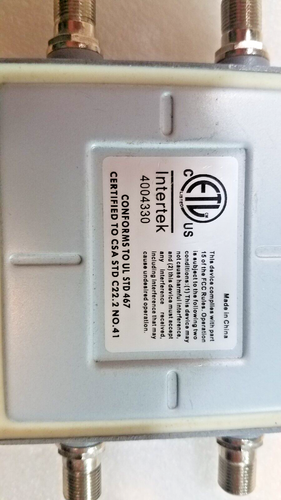 ETL CM
LISTED
C US
Intertek
4004330
CONFORMS TO UL STD 467
CERTIFIED TO CSA STD C22.2 NO.41
Made in China
This device complies with part
15 of the FCC Rules. Operation
is subject to the following two
conditions:(1) This device may
not cause harmful interference,
and (2) this device must accept
any interference received,
including interference that may
cause undesired operation.